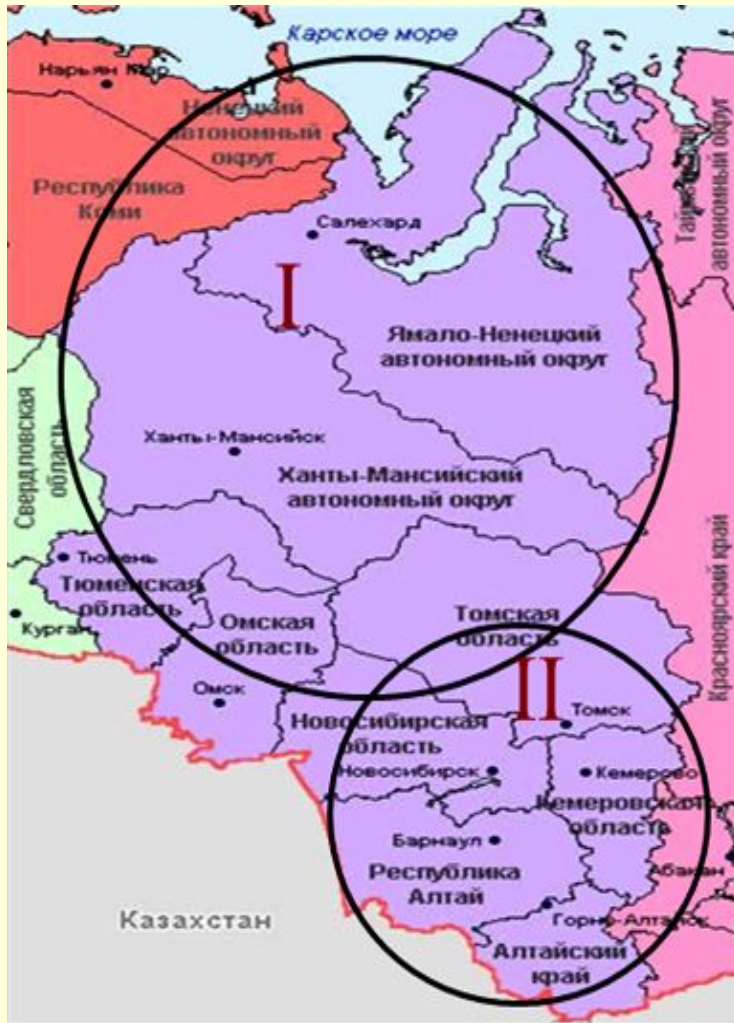 Карское море
Нарьян Мар
Ненецкий
автономный
округ
Республика
Коми
Таймырский
автономный округ
Салехард
I
Ямало-Ненецкий
автономный округ
Свердловская
область
Ханты-Мансийск
Ханты-Мансийский
автономный округ
Красноярский край
Тюмень
Тюменская
область
Курган
Омская
область
Томская
область
II
Омск
Томск
Новосибирская
область
Новосибирск
Кемерово
Кемеровская
область
Барнаул
Абакан
Республика
Алтай
Казахстан
Горно-Алтайск
Алтайский
край